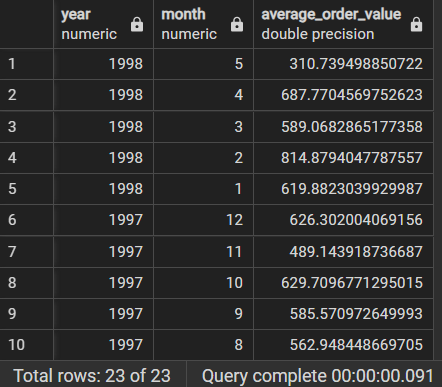 year month average_order_value
numeric numeric double precision
1 1998 5 310.739498850722
2 1998 4 687.7704569752623
3 1998 3 589.0682865177358
4 1998 2 814.8794047787557
5 1998 1 619.8823039929987
6 1997 12 626.302004069156
7 1997 11 489.143918736687
8 1997 10 629.7096771295015
9 1997 9 585.570972649993
10 1997 8 562.948448669705
Total rows: 23 of 23 Query complete 00:00:00.091